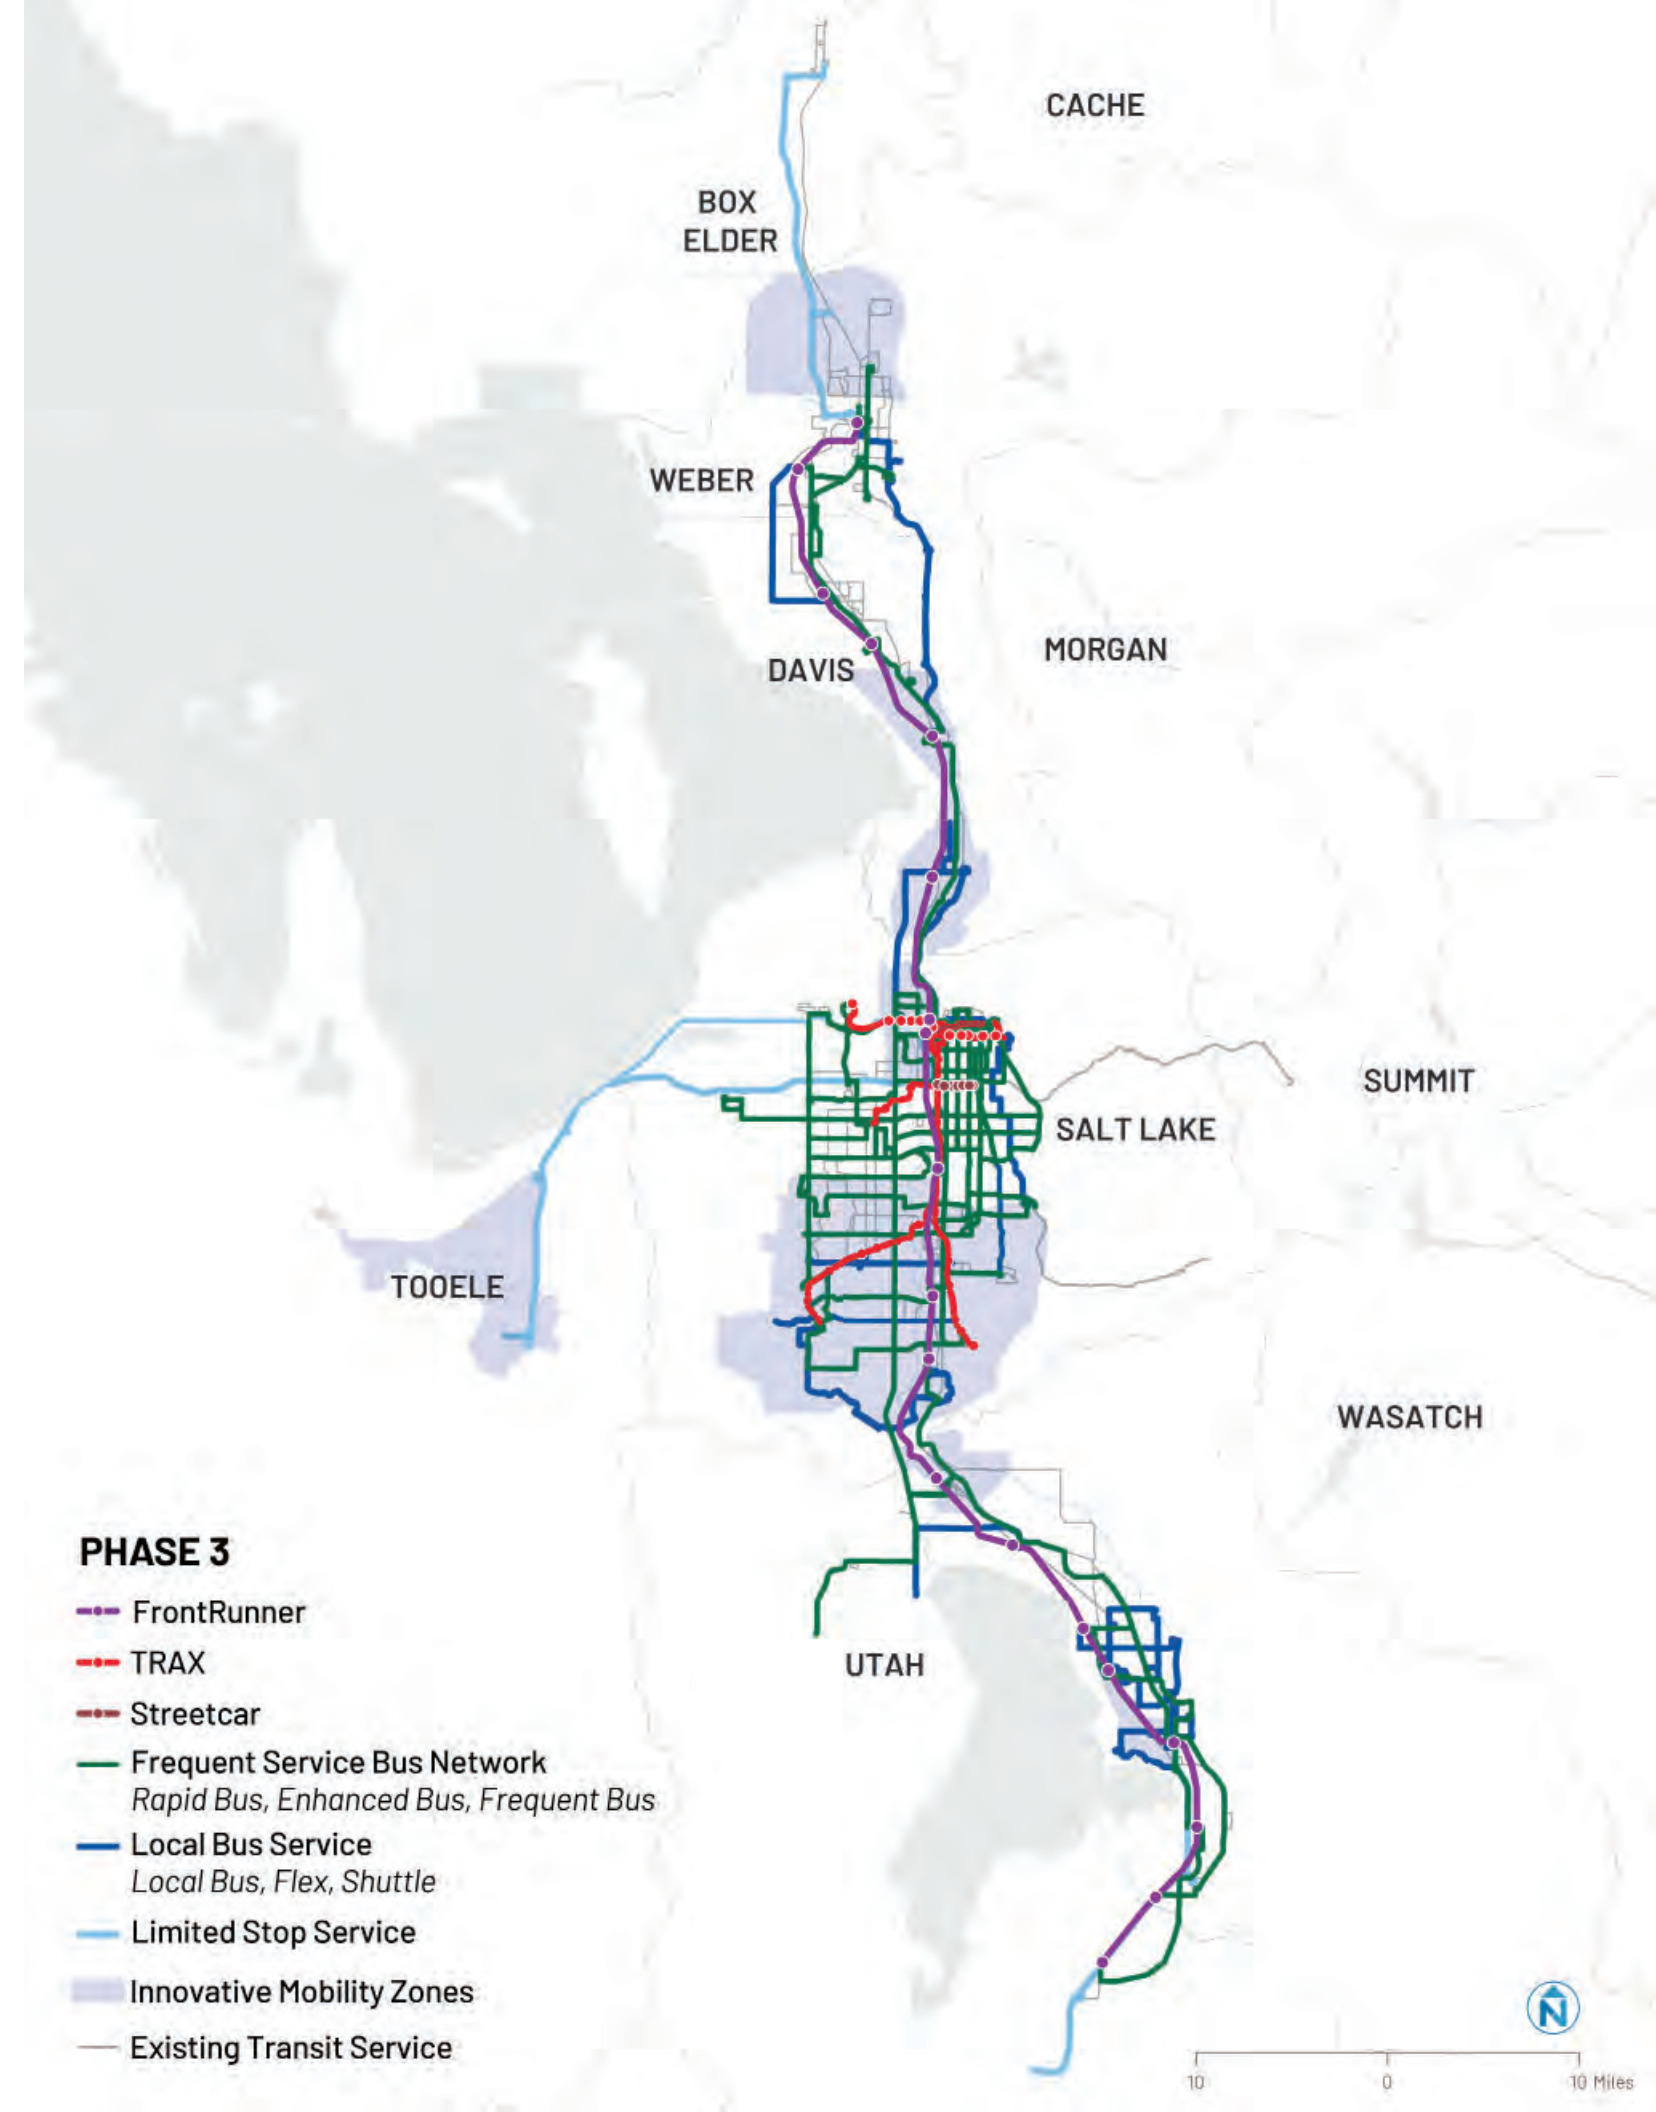 CACHE
BOX
ELDER
WEBER
MORGAN
DAVIS
SUMMIT
SALT LAKE
TOOELE
WASATCH
UTAH
PHASE 3
FrontRunner
TRAX
Streetcar
Frequent Service Bus Network
Rapid Bus, Enhanced Bus, Frequent Bus
Local Bus Service
Local Bus, Flex, Shuttle
Limited Stop Service
Innovative Mobility Zones
Existing Transit Service
N
10 0 10 Miles